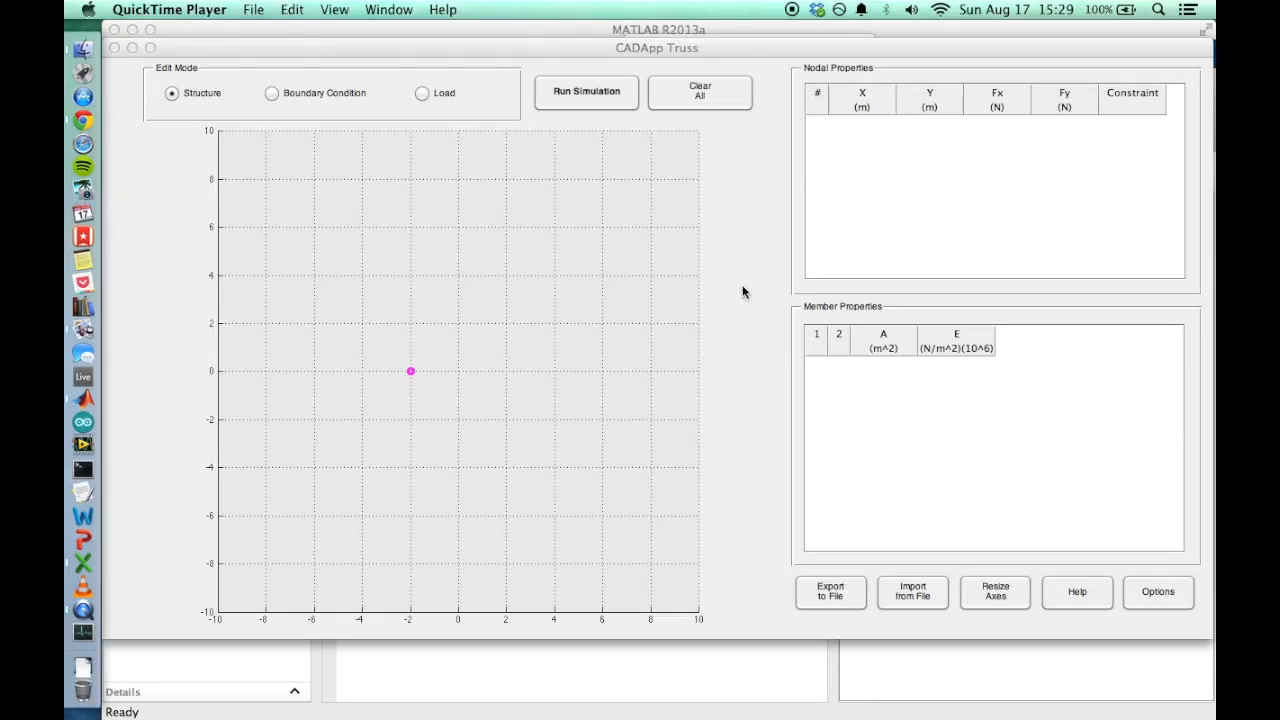 QuickTime Player File Edit View Window Help Sun Aug 17 15:29 100%
MATLAB R2013a
CADApp Truss
Edit Mode
Structure Boundary Condition Load
Run Simulation
Clear
All
10
8
6
4
2
0
-2
-4
-6
-8
-10
-10 -8 -6 -4 -2 0 2 4 6 8 10
Nodal Properties
# X Y Fx Fy Constraint
(m) (m) (N) (N)
Member Properties
1 2 A E
(m^2) (N/m^2)(10^6)
Export
to File
Import
from File
Resize
Axes
Help
Options
17
Live
Details
Ready